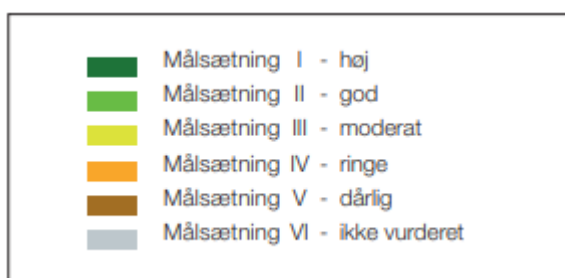 Målsætning I - høj
Målsætning II - god
Målsætning III - moderat
Målsætning IV - ringe
Målsætning V - dårlig
Målsætning VI - ikke vurderet